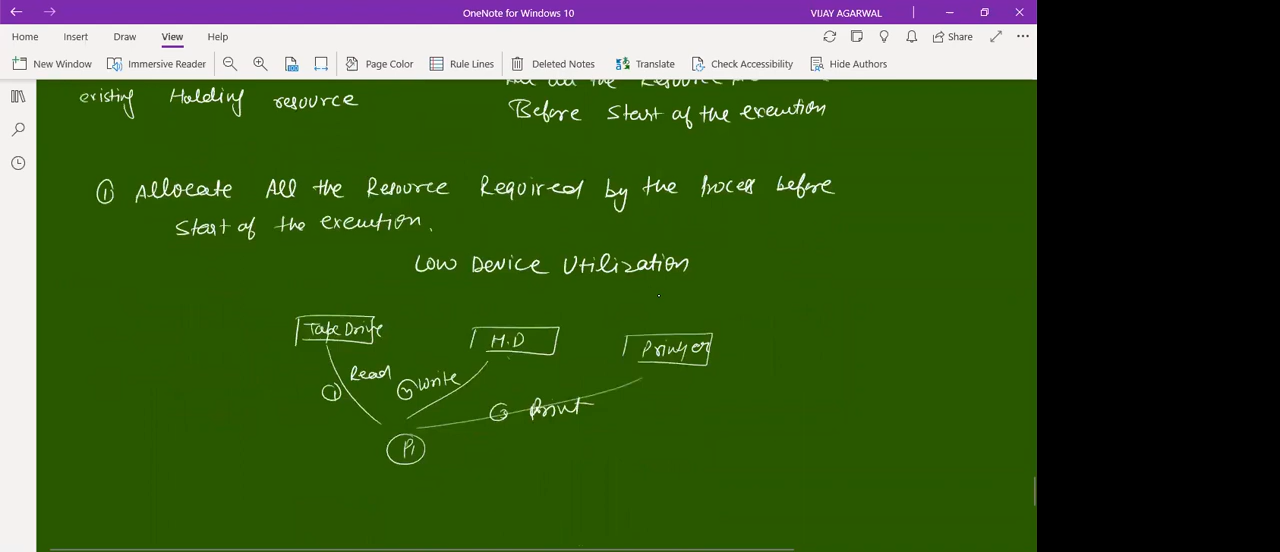 OneNote for Windows 10
VIJAY AGARWAL
Home Insert Draw View Help
Share
New Window Immersive Reader Page Color Rule Lines Deleted Notes Translate Check Accessibility Hide Authors
all the Resource
existing Holding resource
Before start of the execution
① Allocate All the Resource Required by the Process before
start of the execution.
Low Device Utilization
Tape Drive
H.D
Printer
Read
① 
Write
Print
P1